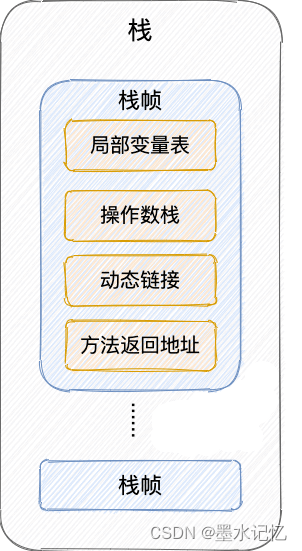 栈
栈帧
局部变量表
操作数栈
动态链接
方法返回地址
......
栈帧
CSDN @墨水记忆